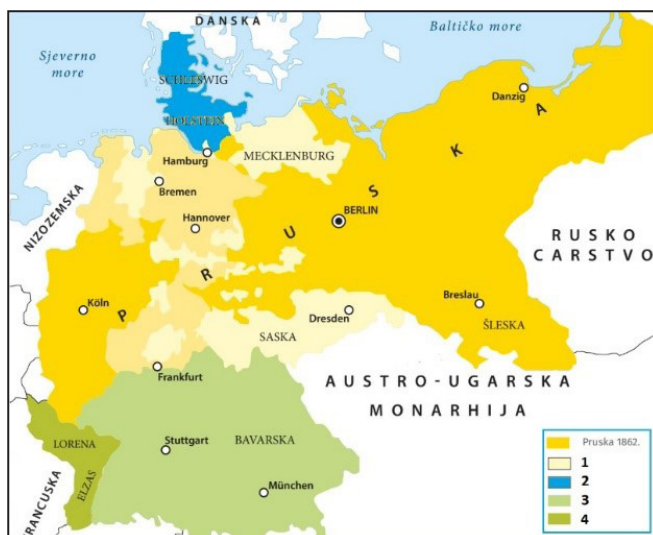 DANSKA
Baltičko more
Sjeverno
more
SCHLESWIG
HOLSTEIN
Danzig
Hamburg
MECKLENBURG
Bremen
NIZOZEMSKA
Hannover
BERLIN
PRUSKA
RUSKO
CARSTVO
Köln
Breslau
Dresden
ŠLESKA
SASKA
Frankfurt
AUSTRO-UGARSKA
MONARHIJA
LORENA
Stuttgart
BAVARSKA
ELZAS
München
FRANCUSKA
Pruska 1862.
1
2
3
4